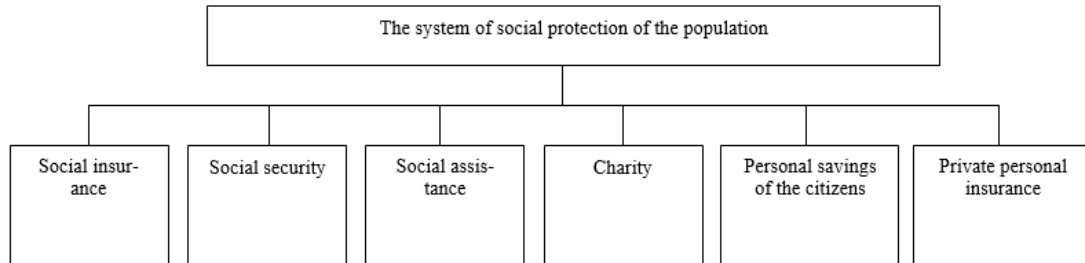 The system of social protection of the population
Social insur-
ance
Social security
Social assis-
tance
Charity
Personal savings
of the citizens
Private personal
insurance